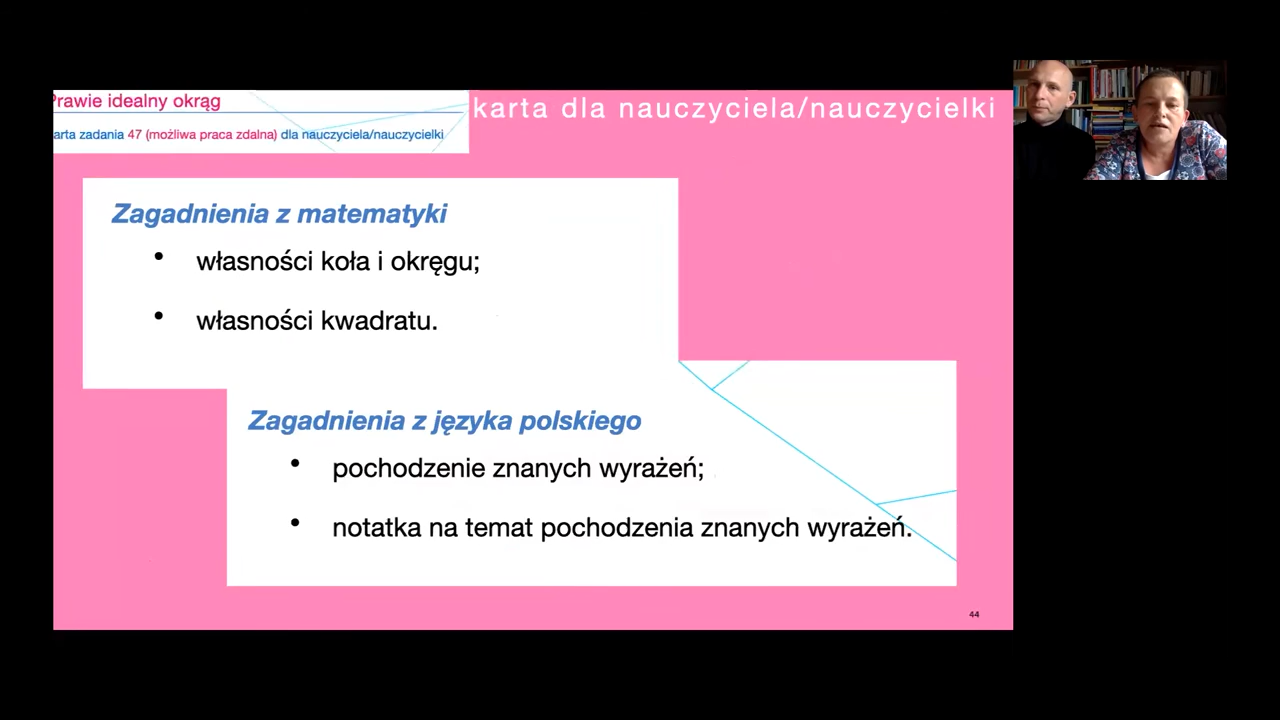 Prawie idealny okrąg
karta dla nauczyciela/nauczycielki
arta zadania 47 (możliwa praca zdalna) dla nauczyciela/nauczycielki
Zagadnienia z matematyki
• własności koła i okręgu;
• własności kwadratu.
Zagadnienia z języka polskiego
• pochodzenie znanych wyrażeń;
• notatka na temat pochodzenia znanych wyrażeń.
44